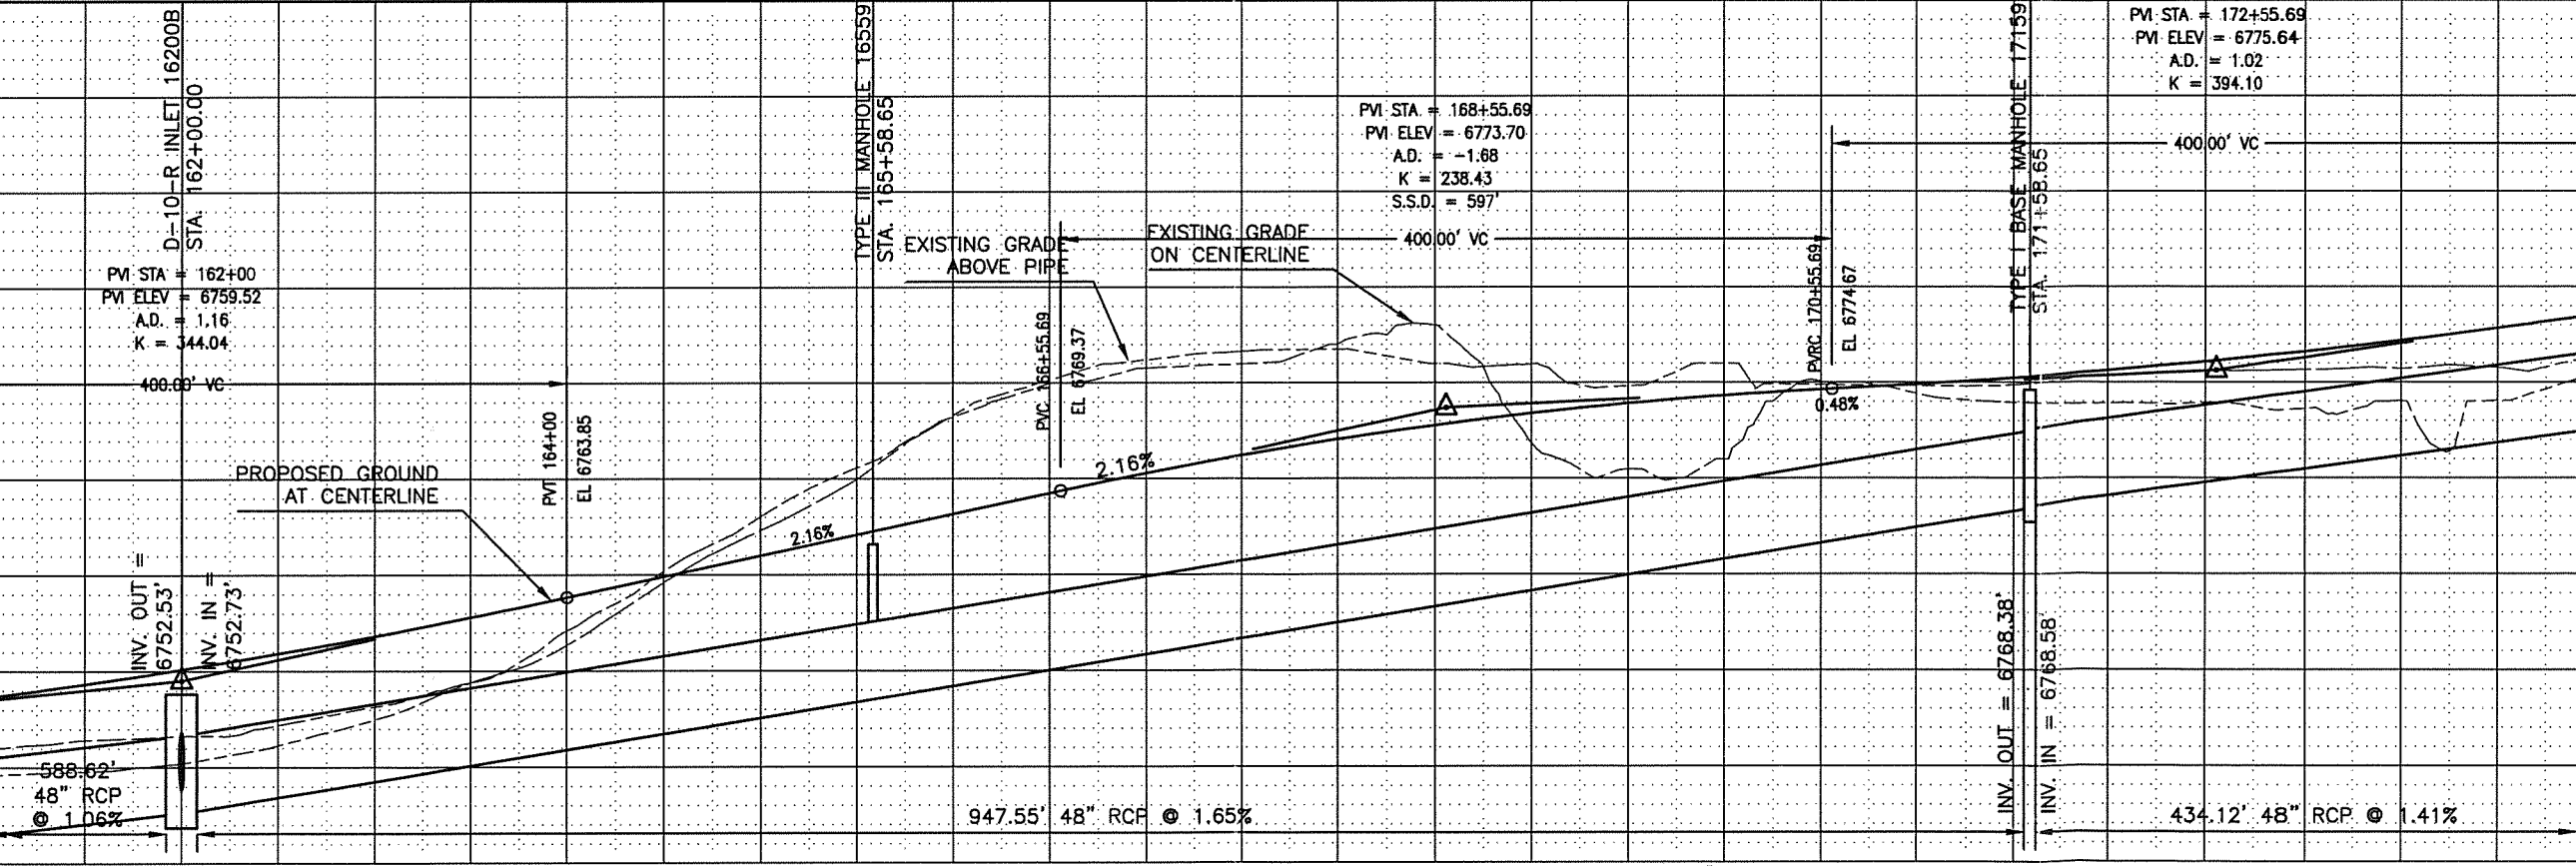 D-10-R INLET 16200B
STA. 162+00.00
PVI STA = 162+00
PVI ELEV = 6759.52
A.D. = 1.16
K = 344.04
400.00' VC
PROPOSED GROUND
AT CENTERLINE
PVT 164+00
EL 6763.85
INV. OUT =
6752.53'
INV. IN =
6752.73'
588.62'
48" RCP
@ 1.06%
TYPE III MANHOLE 16559
STA. 165+58.65
2.16%
EXISTING GRADE
ABOVE PIPE
EXISTING GRADE
ON CENTERLINE
PVC 166+55.69
EL 6769.37
2.16%
PVI STA = 168+55.69
PVI ELEV = 6773.70
A.D. = -1.68
K = 238.43
S.S.D. = 597'
400.00' VC
PVRC 170+55.69
EL 6774.67
0.48%
947.55' 48" RCP @ 1.65%
TYPE I BASE MANHOLE 17159
STA. 171+58.65
INV. OUT = 6768.38'
INV. IN = 6768.58'
PVI STA = 172+55.69
PVI ELEV = 6775.64
A.D. = 1.02
K = 394.10
400.00' VC
434.12' 48" RCP @ 1.41%